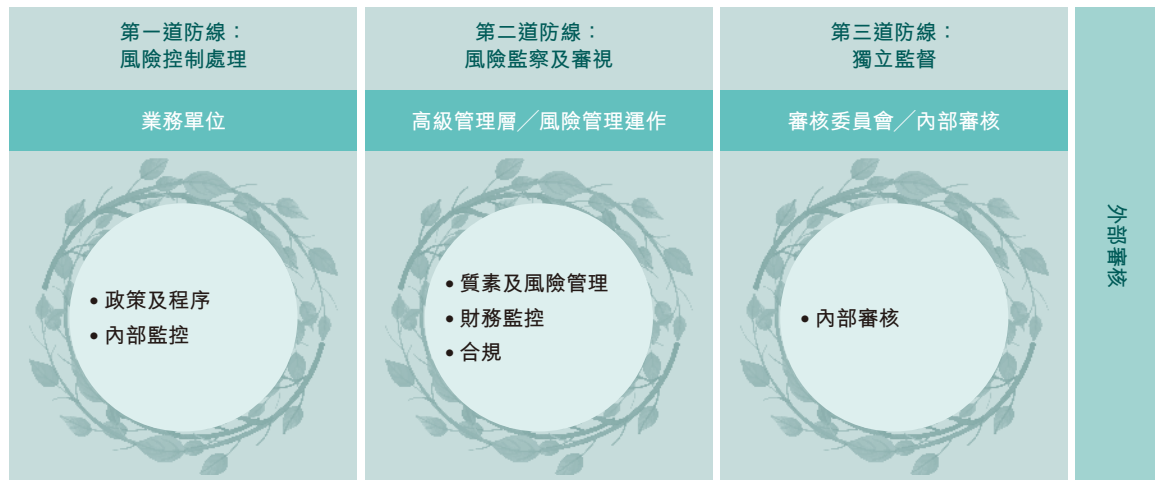 第一道防線：
風險控制處理
業務單位
• 政策及程序
• 內部監控
第二道防線：
風險監察及審視
高級管理層╱風險管理運作
• 質素及風險管理
• 財務監控
• 合規
第三道防線：
獨立監督
審核委員會╱內部審核
• 內部審核
外部審核